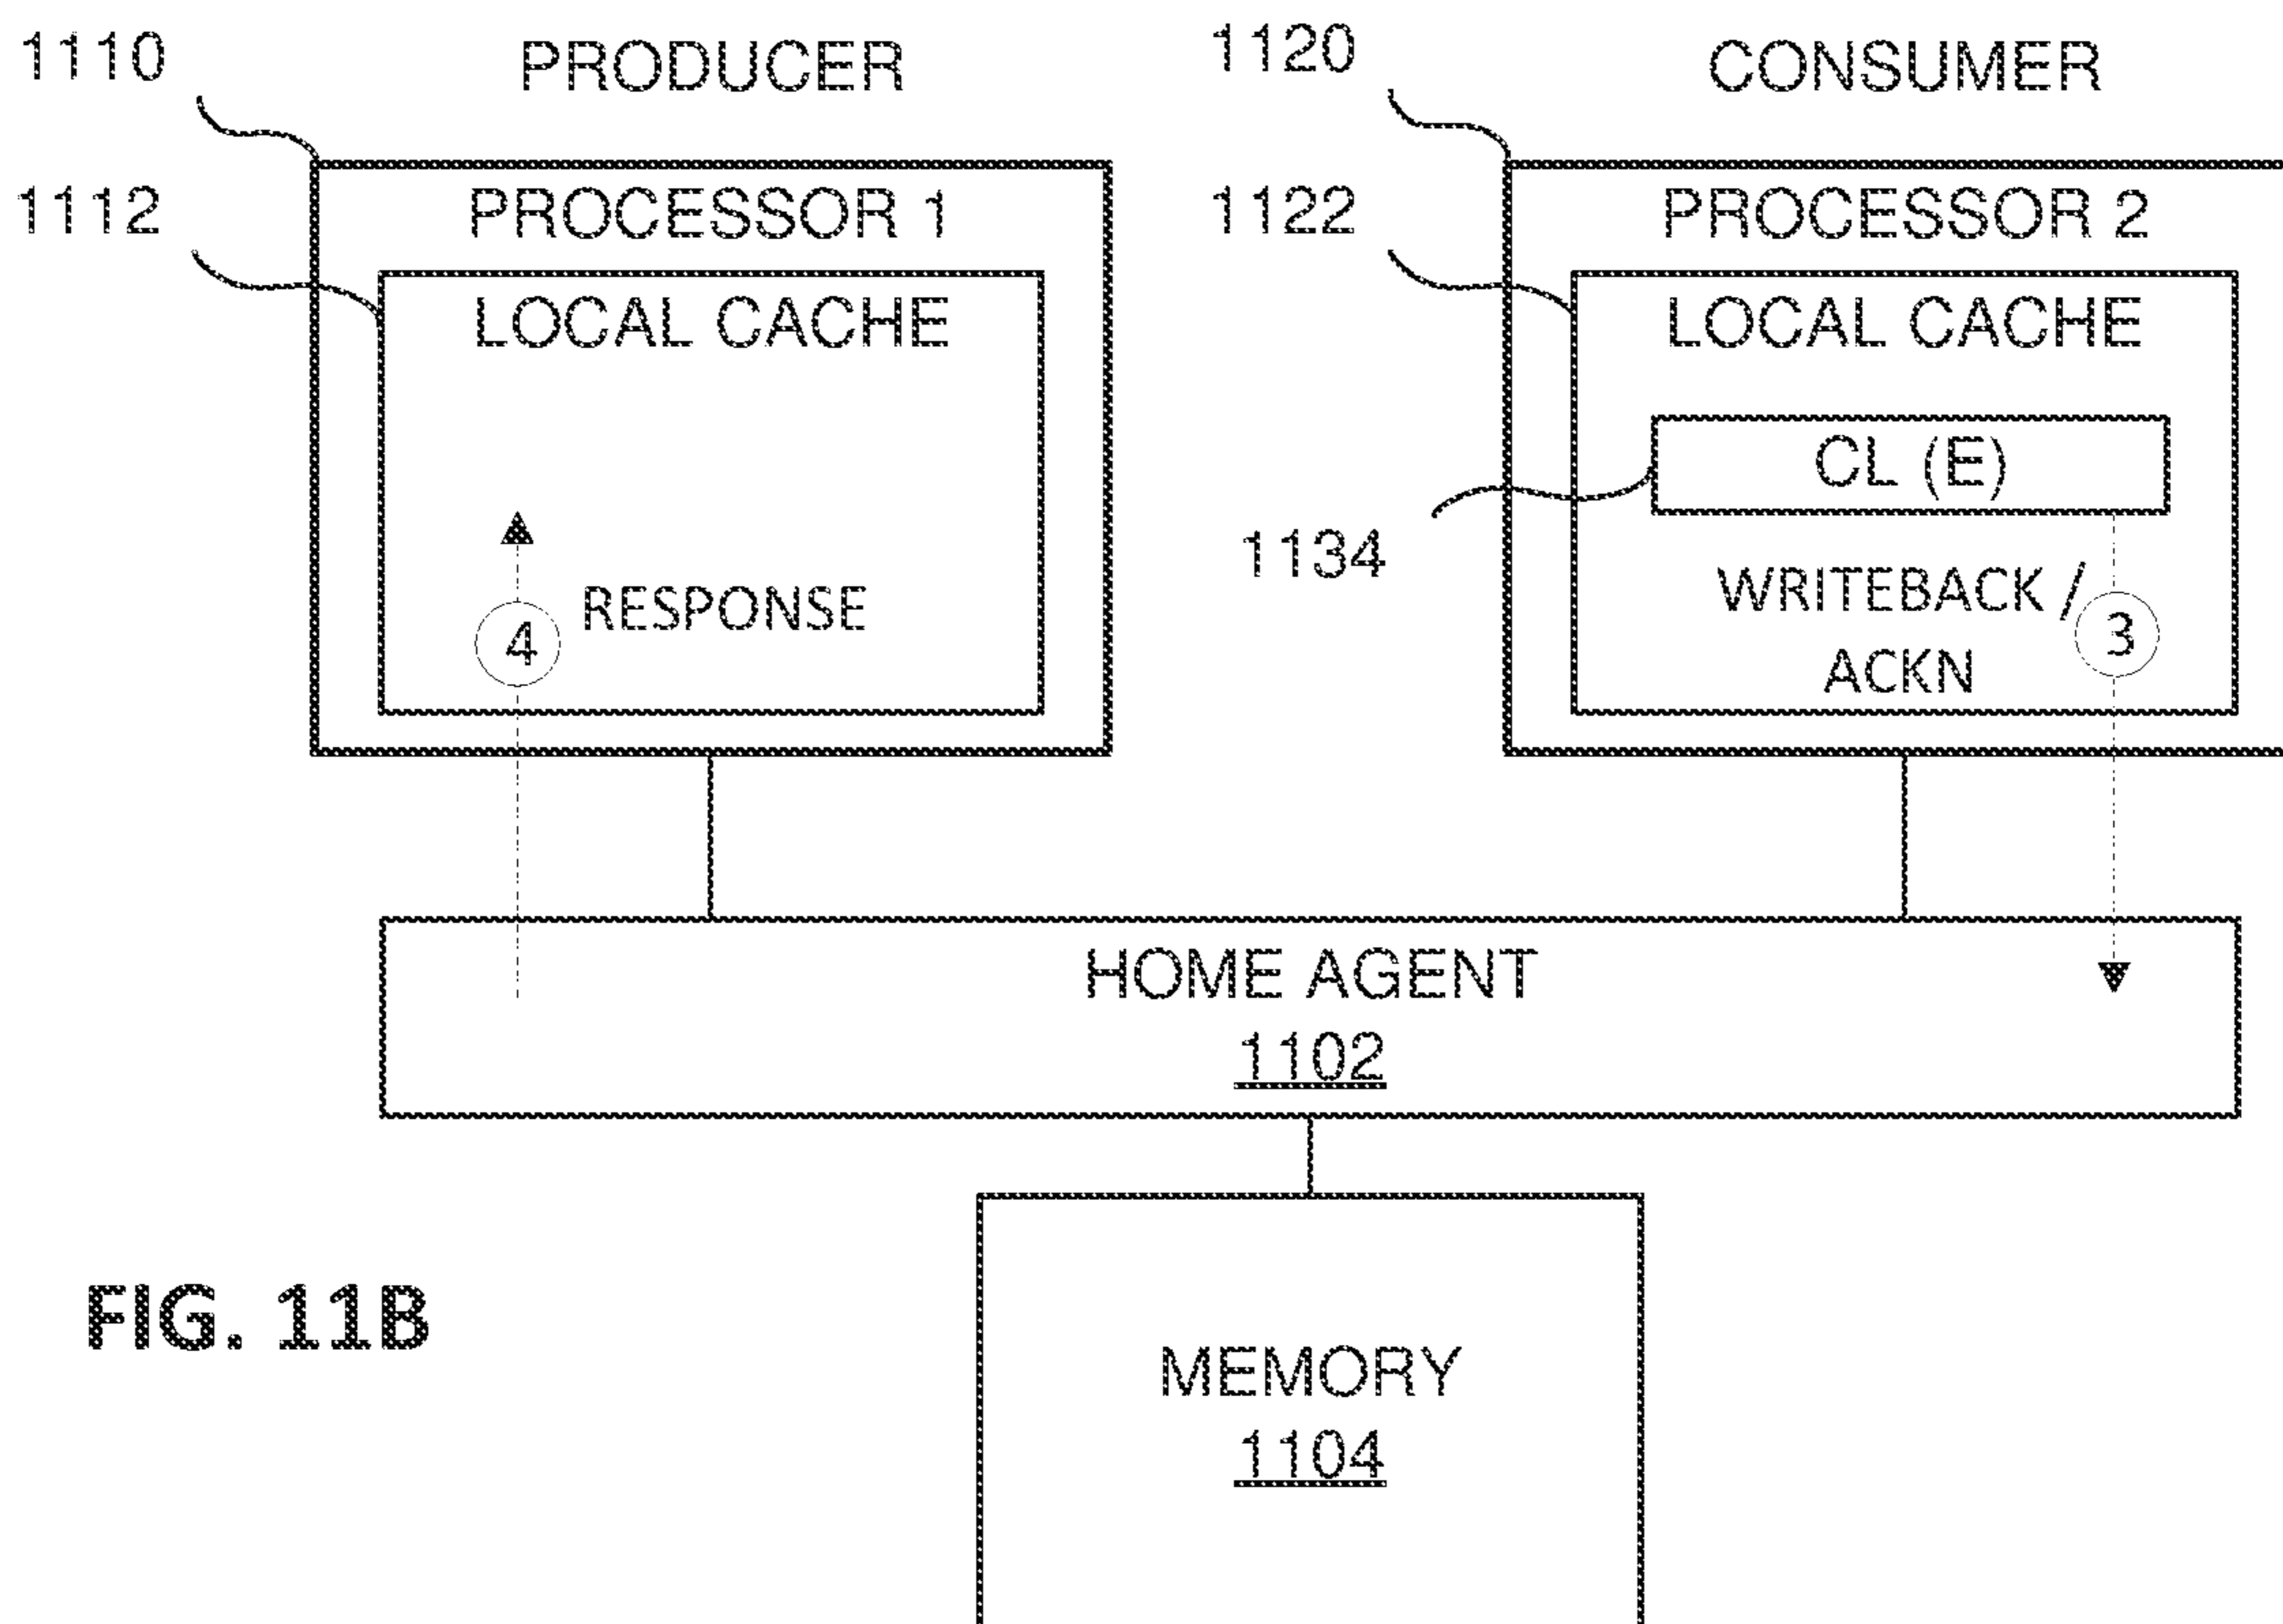 1110
PRODUCER
1120
CONSUMER
1112
PROCESSOR 1
1122
PROCESSOR 2
LOCAL CACHE
LOCAL CACHE
CL (E)
1134
4
RESPONSE
WRITEBACK /
3
ACKN
HOME AGENT
1102
FIG. 11B
MEMORY
1104